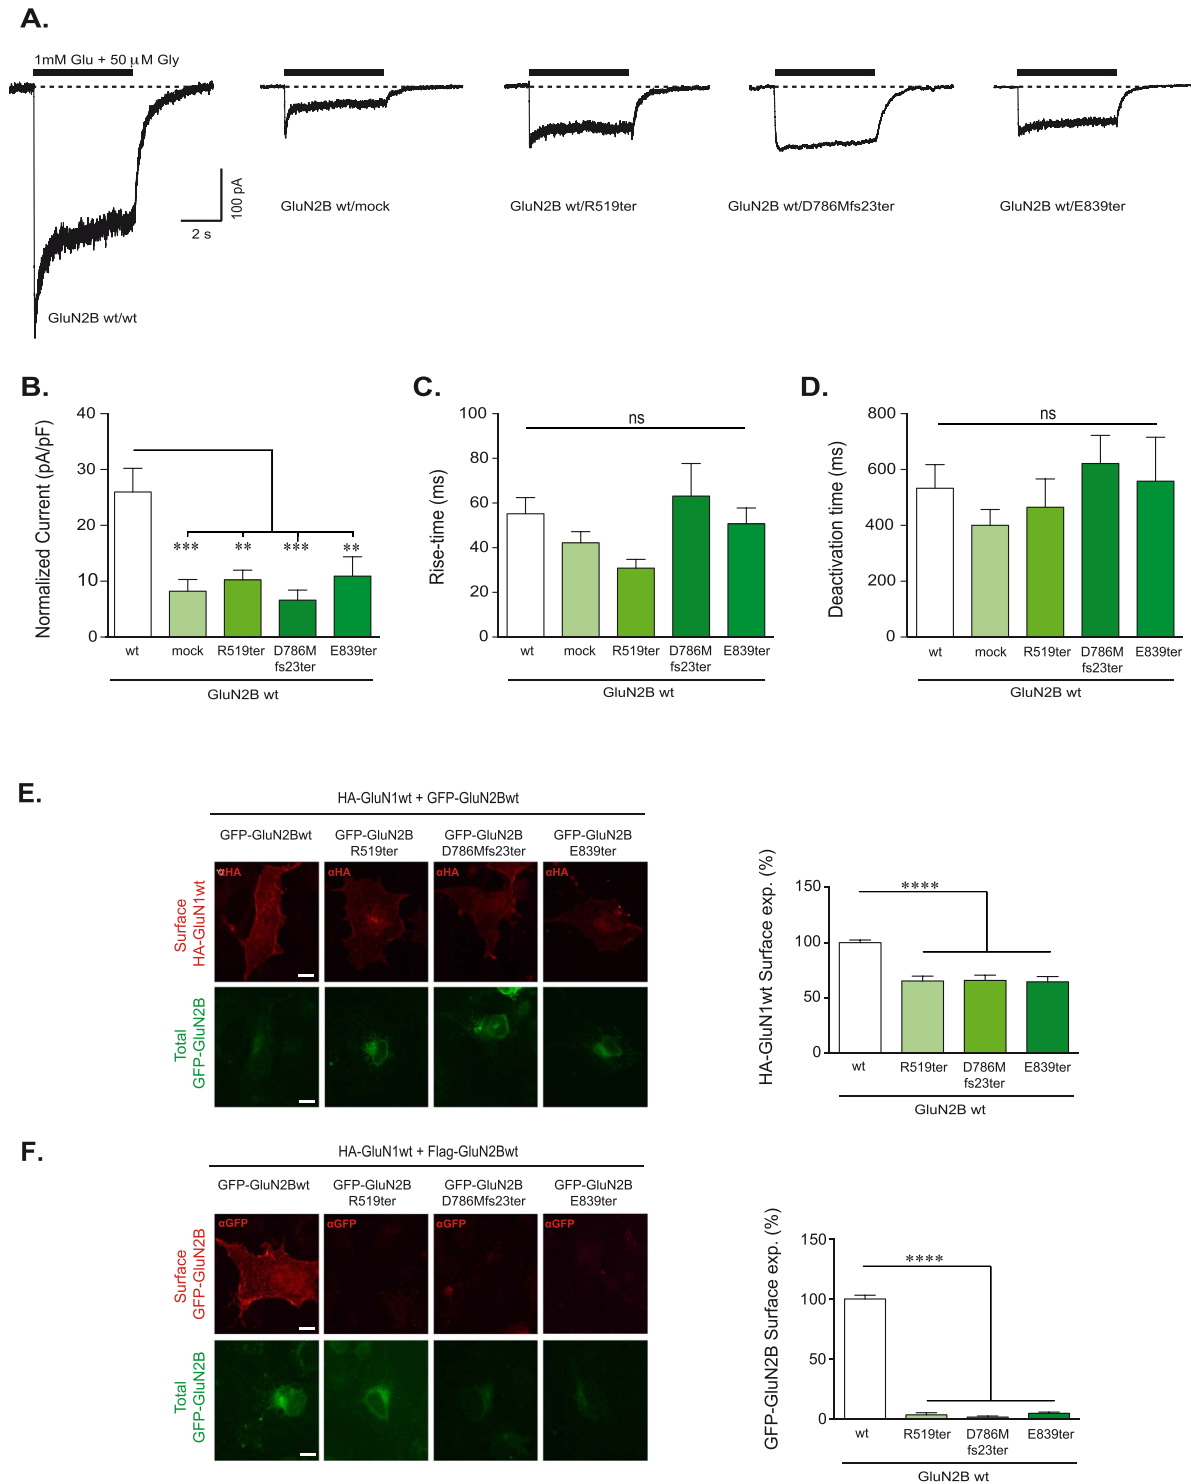 A.
1mM Glu + 50 µM Gly
100 pA
2 s
GluN2B wt/wt
GluN2B wt/mock
GluN2B wt/R519ter
GluN2B wt/D786Mfs23ter
GluN2B wt/E839ter
B.
Normalized Current (pA/pF)
40
30
20
10
0
***
**
***
**
wt
mock
R519ter
D786M
fs23ter
E839ter
GluN2B wt
C.
Rise-time (ms)
100
80
60
40
20
0
ns
wt
mock
R519ter
D786M
fs23ter
E839ter
GluN2B wt
D.
Deactivation time (ms)
800
600
400
200
0
ns
wt
mock
R519ter
D786M
fs23ter
E839ter
GluN2B wt
E.
HA-GluN1wt + GFP-GluN2Bwt
GFP-GluN2Bwt
GFP-GluN2B
R519ter
GFP-GluN2B
D786Mfs23ter
GFP-GluN2B
E839ter
Surface
HA-GluN1wt
αHA
αHA
αHA
αHA
Total
GFP-GluN2B
HA-GluN1wt Surface exp. (%)
150
100
50
0
****
wt
R519ter
D786M
fs23ter
E839ter
GluN2B wt
F.
HA-GluN1wt + Flag-GluN2Bwt
GFP-GluN2Bwt
GFP-GluN2B
R519ter
GFP-GluN2B
D786Mfs23ter
GFP-GluN2B
E839ter
Surface
GFP-GluN2B
αGFP
αGFP
αGFP
αGFP
Total
GFP-GluN2B
GFP-GluN2B Surface exp. (%)
150
100
50
0
****
wt
R519ter
D786M
fs23ter
E839ter
GluN2B wt